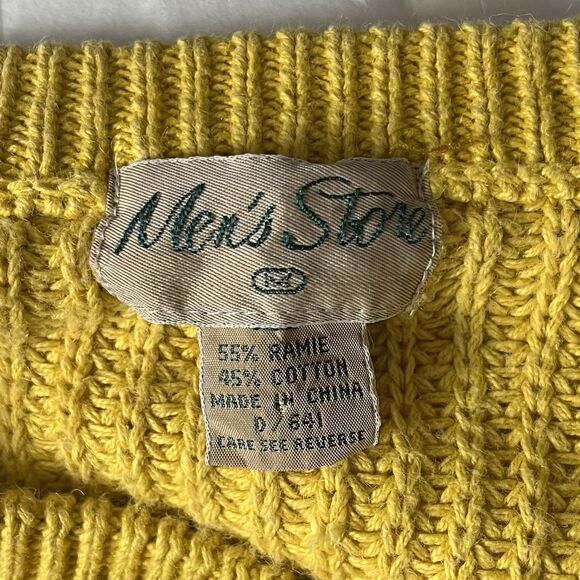 Men's Store
M
55% RAMIE
45% COTTON
MADE IN CHINA
D/641
CARE SEE REVERSE